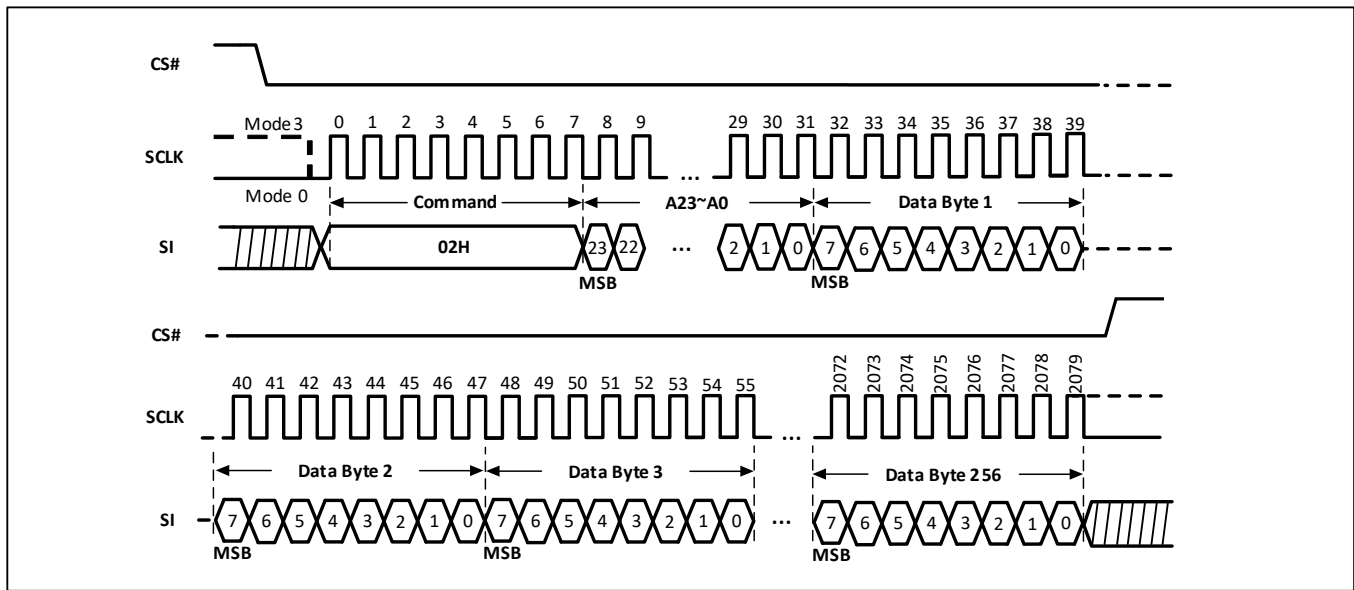 CS#
Mode 3
0 1 2 3 4 5 6 7 8 9 29 30 31 32 33 34 35 36 37 38 39
SCLK
...
Mode 0
Command A23~A0 Data Byte 1
SI 02H 23 22 ... 2 1 0 7 6 5 4 3 2 1 0
MSB MSB
CS#
40 41 42 43 44 45 46 47 48 49 50 51 52 53 54 55 2072 2073 2074 2075 2076 2077 2078 2079
SCLK
...
Data Byte 2 Data Byte 3 Data Byte 256
SI 7 6 5 4 3 2 1 0 7 6 5 4 3 2 1 0 ... 7 6 5 4 3 2 1 0
MSB MSB MSB